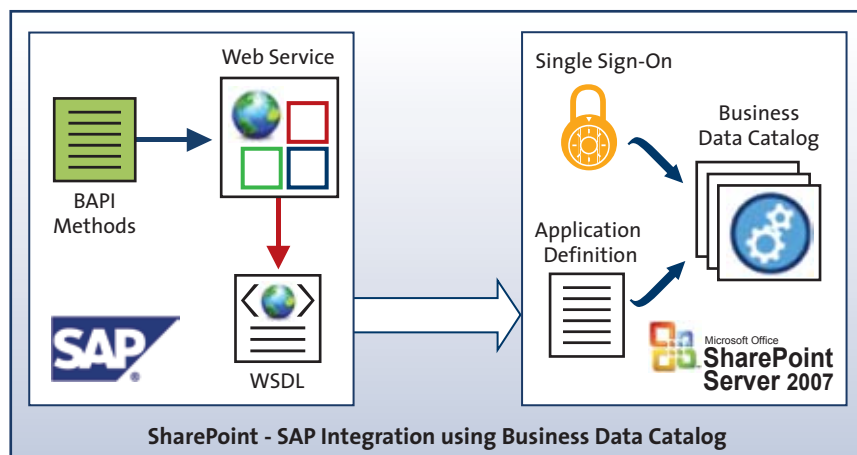 Web Service
BAPI
Methods
WSDL
SAP®
Single Sign-On
Business
Data Catalog
Application
Definition
Microsoft Office
SharePoint
Server 2007
SharePoint - SAP Integration using Business Data Catalog